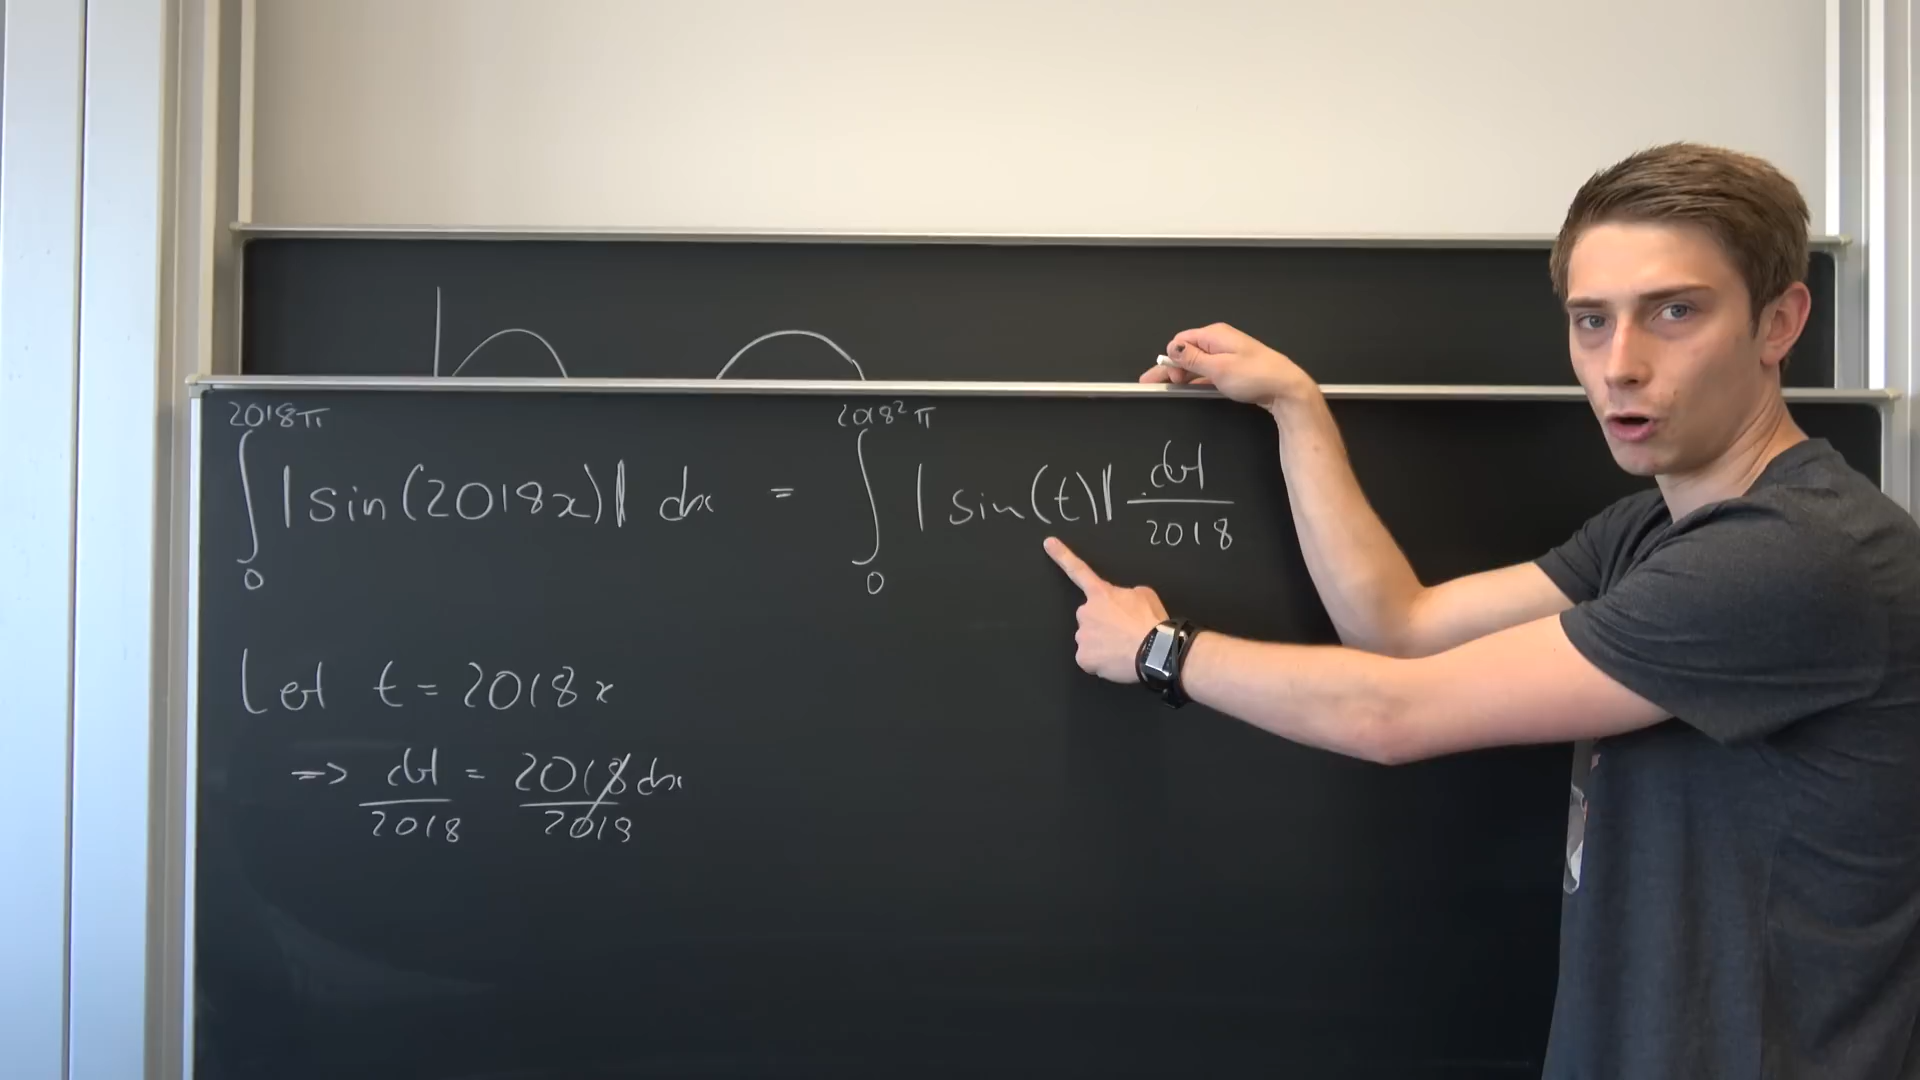 ∫₀^{2018π} |sin(2018x)| dx = ∫₀^{2018²π} |sin(t)| dt/2018
Let t = 2018x
=> dt/2018 = 2018dx/2018